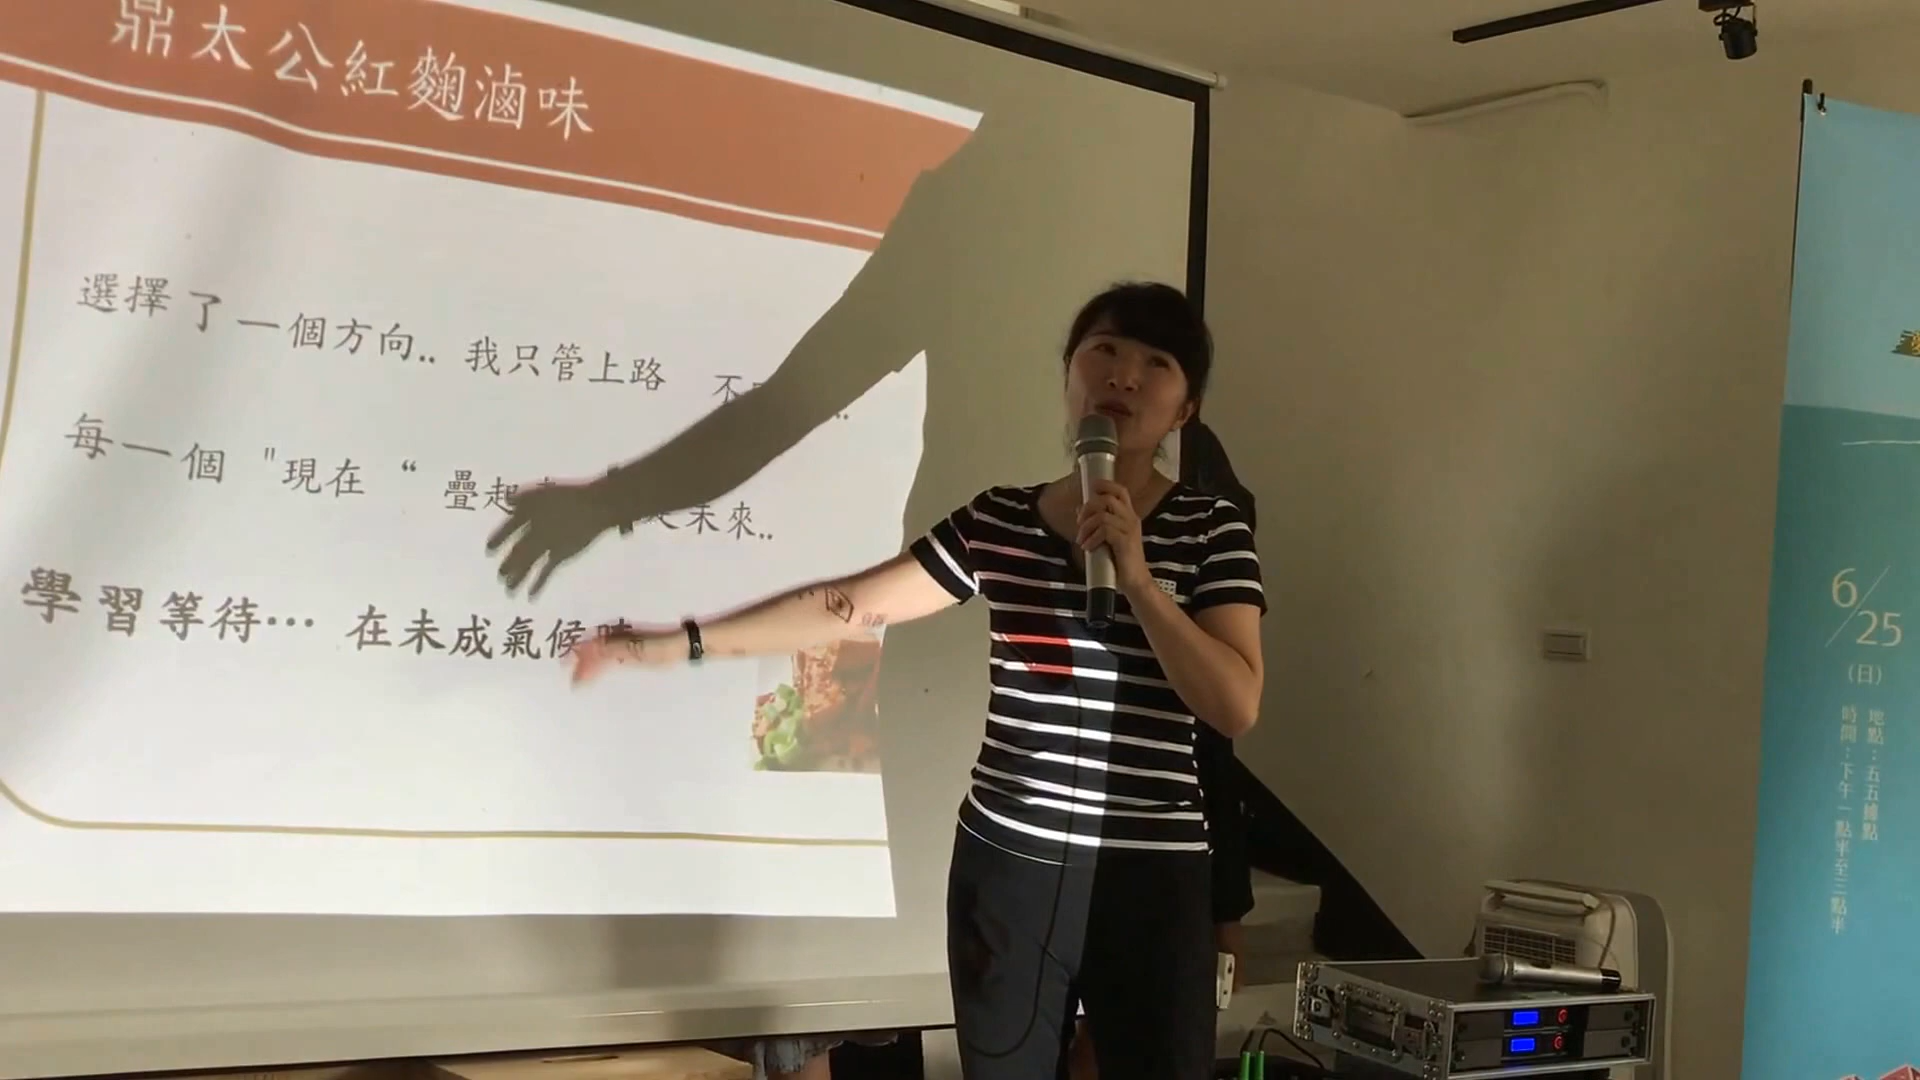 鼎太公紅麴滷味
選擇了一個方向.. 我只管上路 不..
每一個 "現在 “ 疊起 未來..
學習等待… 在未成氣候
6/25
(日)
地點：五五據點
時間：下午一點半至三點半